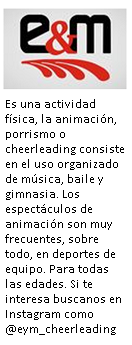 e&m
Es una actividad
física, la animación,
porrismo o
cheerleading consiste
en el uso organizado
de música, baile y
gimnasia. Los
espectáculos de
animación son muy
frecuentes, sobre
todo, en deportes de
equipo. Para todas
las edades. Si te
interesa buscanos en
Instagram como
@eym_cheerleading